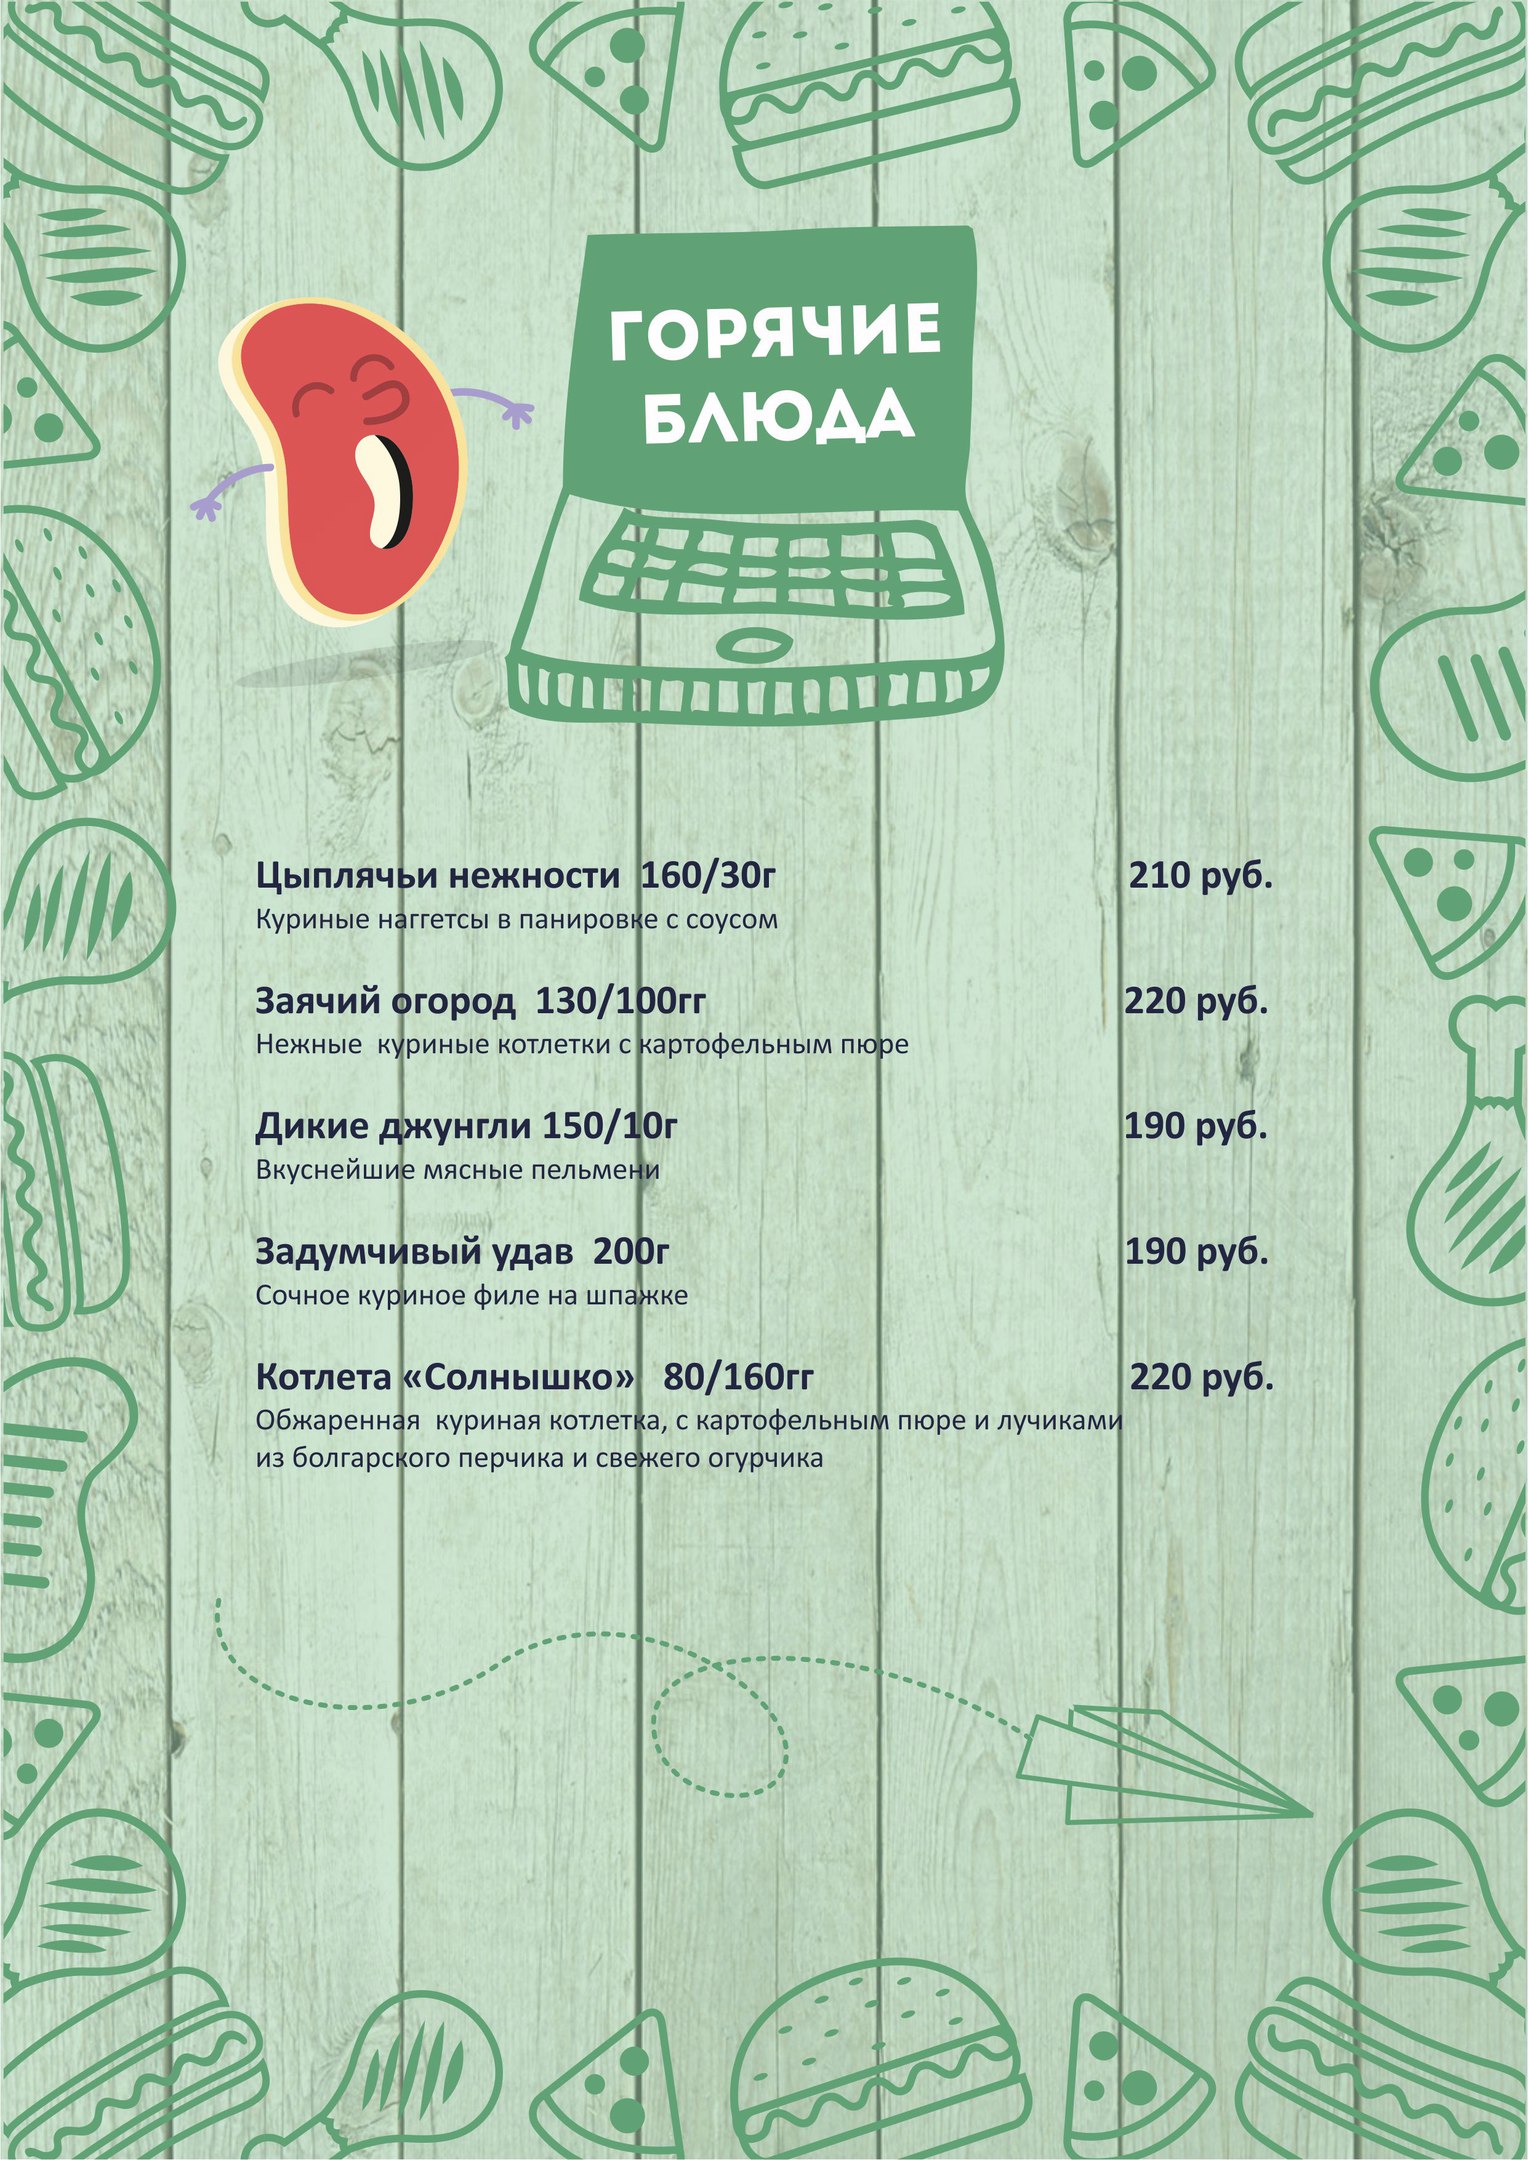 ГОРЯЧИЕ
БЛЮДА
Цыплячьи нежности 160/30г 210 руб.
Куриные наггетсы в панировке с соусом
Заячий огород 130/100гг 220 руб.
Нежные куриные котлетки с картофельным пюре
Дикие джунгли 150/10г 190 руб.
Вкуснейшие мясные пельмени
Задумчивый удав 200г 190 руб.
Сочное куриное филе на шпажке
Котлета «Солнышко» 80/160гг 220 руб.
Обжаренная куриная котлетка, с картофельным пюре и лучиками
из болгарского перчика и свежего огурчика